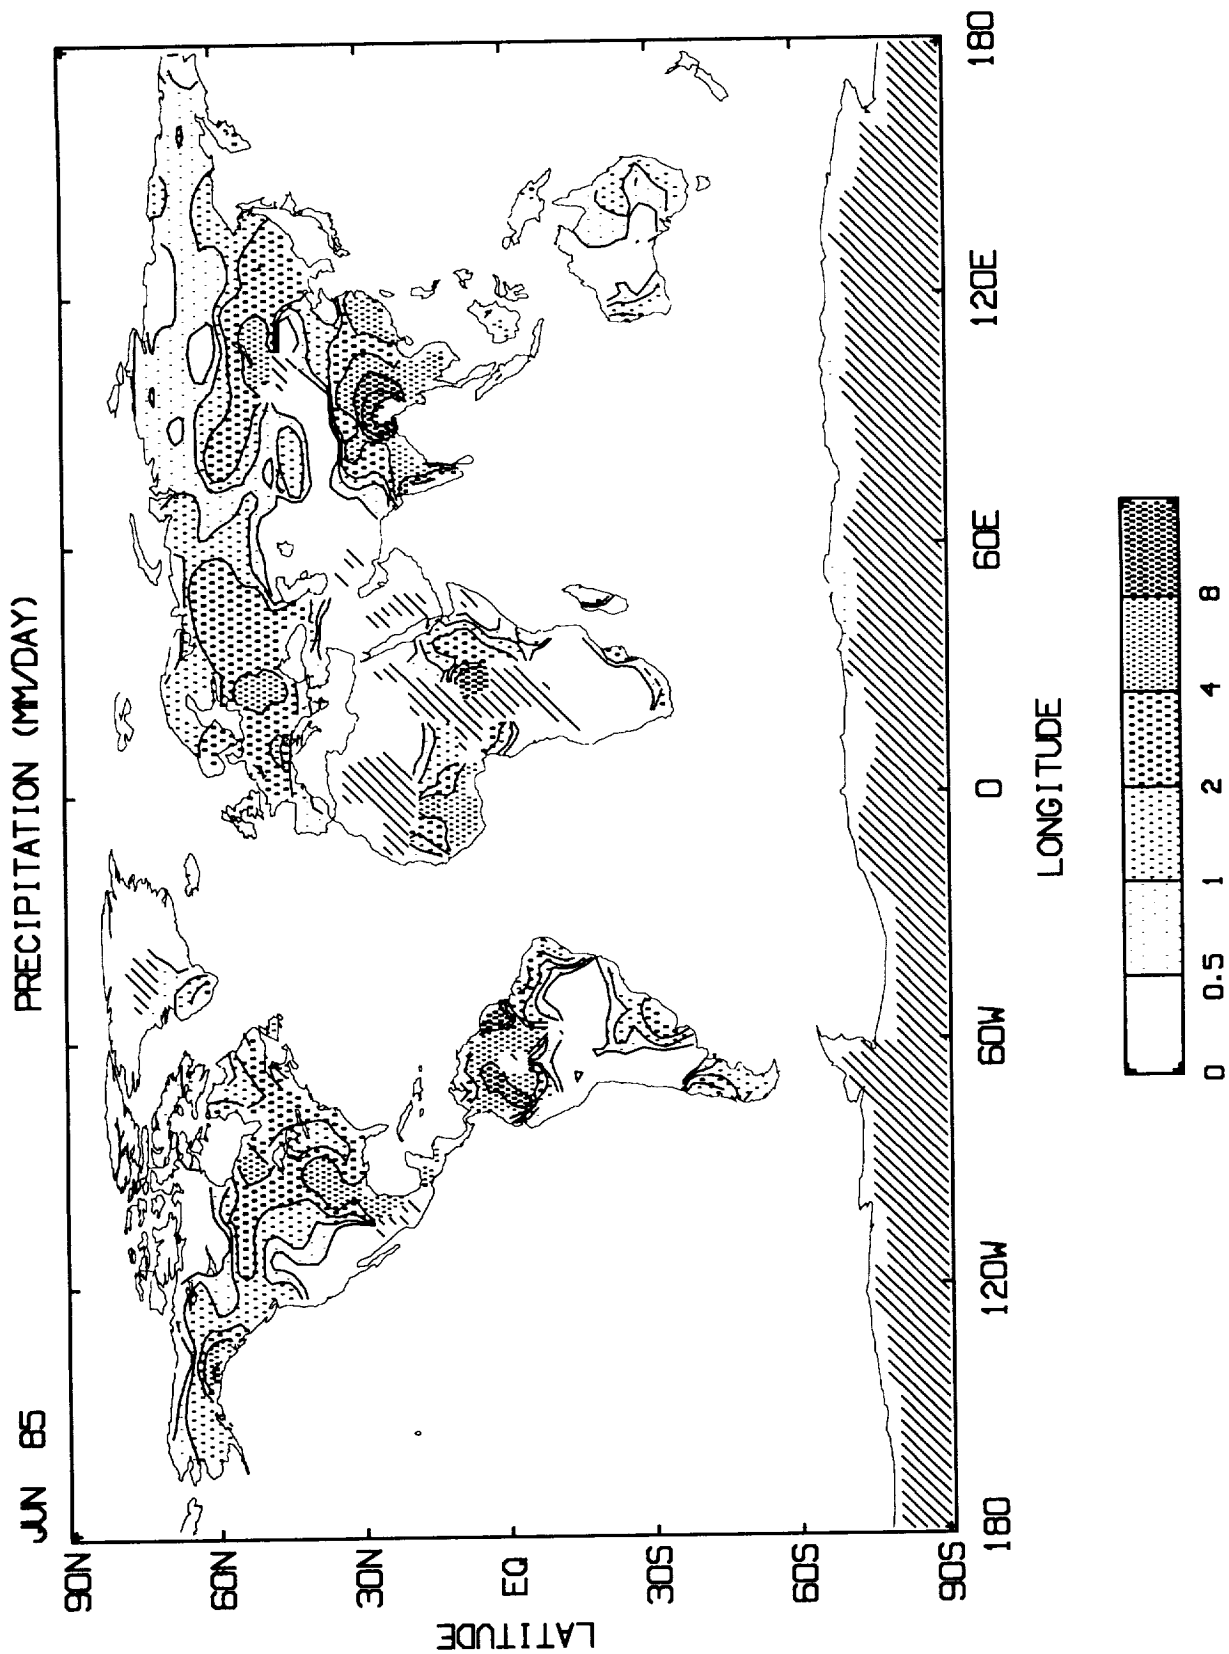 JUN 85
PRECIPITATION (MM/DAY)
90N
60N
30N
EQ
30S
60S
90S
LATITUDE
180 120W 60W 0 60E 120E 180
LONGITUDE
0 0.5 1 2 4 8